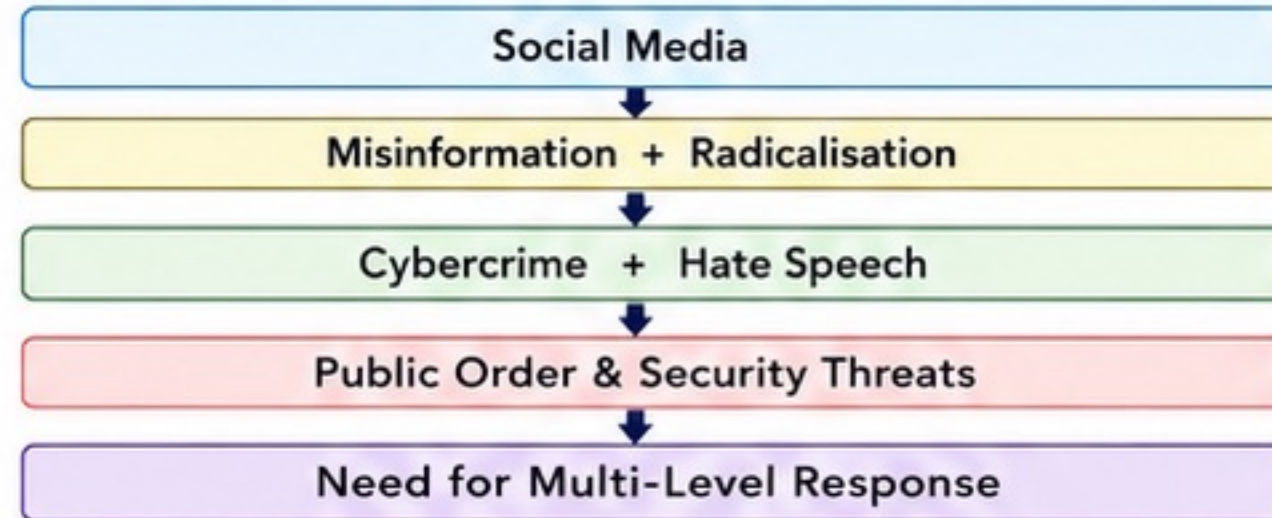 Social Media
Misinformation + Radicalisation
Cybercrime + Hate Speech
Public Order & Security Threats
Need for Multi-Level Response